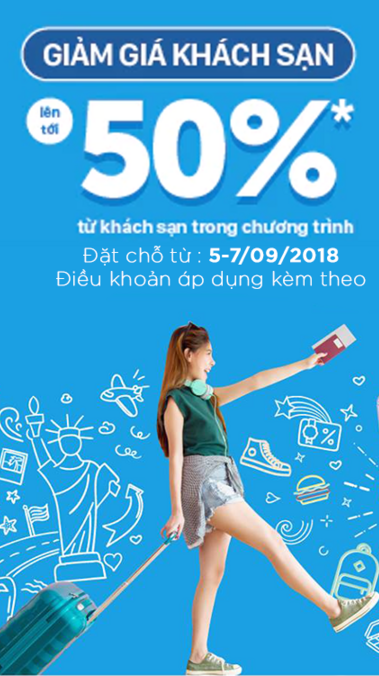 GIẢM GIÁ KHÁCH SẠN
lên
tới
50%*
từ khách sạn trong chương trình
Đặt chỗ từ : 5-7/09/2018
Điều khoản áp dụng kèm theo